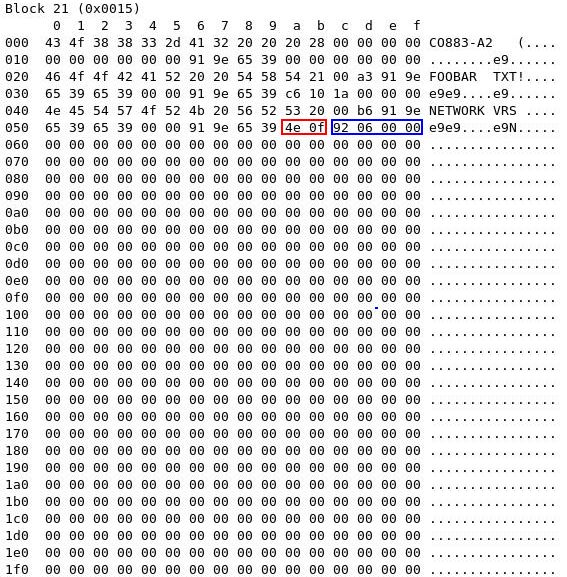 Block 21 (0x0015)
0 1 2 3 4 5 6 7 8 9 a b c d e f
000 43 4f 38 38 33 2d 41 32 20 20 20 28 00 00 00 00 CO883-A2 (....
010 00 00 00 00 00 00 91 9e 65 39 00 00 00 00 00 00 ........e9......
020 46 4f 4f 42 41 52 20 20 54 58 54 21 00 a3 91 9e FOOBAR TXT!....
030 65 39 65 39 00 00 91 9e 65 39 c6 10 1a 00 00 00 e9e9....e9......
040 4e 45 54 57 4f 52 4b 20 56 52 53 20 00 b6 91 9e NETWORK VRS ....
050 65 39 65 39 00 00 91 9e 65 39 4e 0f 92 06 00 00 e9e9....e9N.....
060 00 00 00 00 00 00 00 00 00 00 00 00 00 00 00 00 ................
070 00 00 00 00 00 00 00 00 00 00 00 00 00 00 00 00 ................
080 00 00 00 00 00 00 00 00 00 00 00 00 00 00 00 00 ................
090 00 00 00 00 00 00 00 00 00 00 00 00 00 00 00 00 ................
0a0 00 00 00 00 00 00 00 00 00 00 00 00 00 00 00 00 ................
0b0 00 00 00 00 00 00 00 00 00 00 00 00 00 00 00 00 ................
0c0 00 00 00 00 00 00 00 00 00 00 00 00 00 00 00 00 ................
0d0 00 00 00 00 00 00 00 00 00 00 00 00 00 00 00 00 ................
0e0 00 00 00 00 00 00 00 00 00 00 00 00 00 00 00 00 ................
0f0 00 00 00 00 00 00 00 00 00 00 00 00 00 00 00 00 ................
100 00 00 00 00 00 00 00 00 00 00 00 00 00 00 00 00 ................
110 00 00 00 00 00 00 00 00 00 00 00 00 00 00 00 00 ................
120 00 00 00 00 00 00 00 00 00 00 00 00 00 00 00 00 ................
130 00 00 00 00 00 00 00 00 00 00 00 00 00 00 00 00 ................
140 00 00 00 00 00 00 00 00 00 00 00 00 00 00 00 00 ................
150 00 00 00 00 00 00 00 00 00 00 00 00 00 00 00 00 ................
160 00 00 00 00 00 00 00 00 00 00 00 00 00 00 00 00 ................
170 00 00 00 00 00 00 00 00 00 00 00 00 00 00 00 00 ................
180 00 00 00 00 00 00 00 00 00 00 00 00 00 00 00 00 ................
190 00 00 00 00 00 00 00 00 00 00 00 00 00 00 00 00 ................
1a0 00 00 00 00 00 00 00 00 00 00 00 00 00 00 00 00 ................
1b0 00 00 00 00 00 00 00 00 00 00 00 00 00 00 00 00 ................
1c0 00 00 00 00 00 00 00 00 00 00 00 00 00 00 00 00 ................
1d0 00 00 00 00 00 00 00 00 00 00 00 00 00 00 00 00 ................
1e0 00 00 00 00 00 00 00 00 00 00 00 00 00 00 00 00 ................
1f0 00 00 00 00 00 00 00 00 00 00 00 00 00 00 00 00 ................